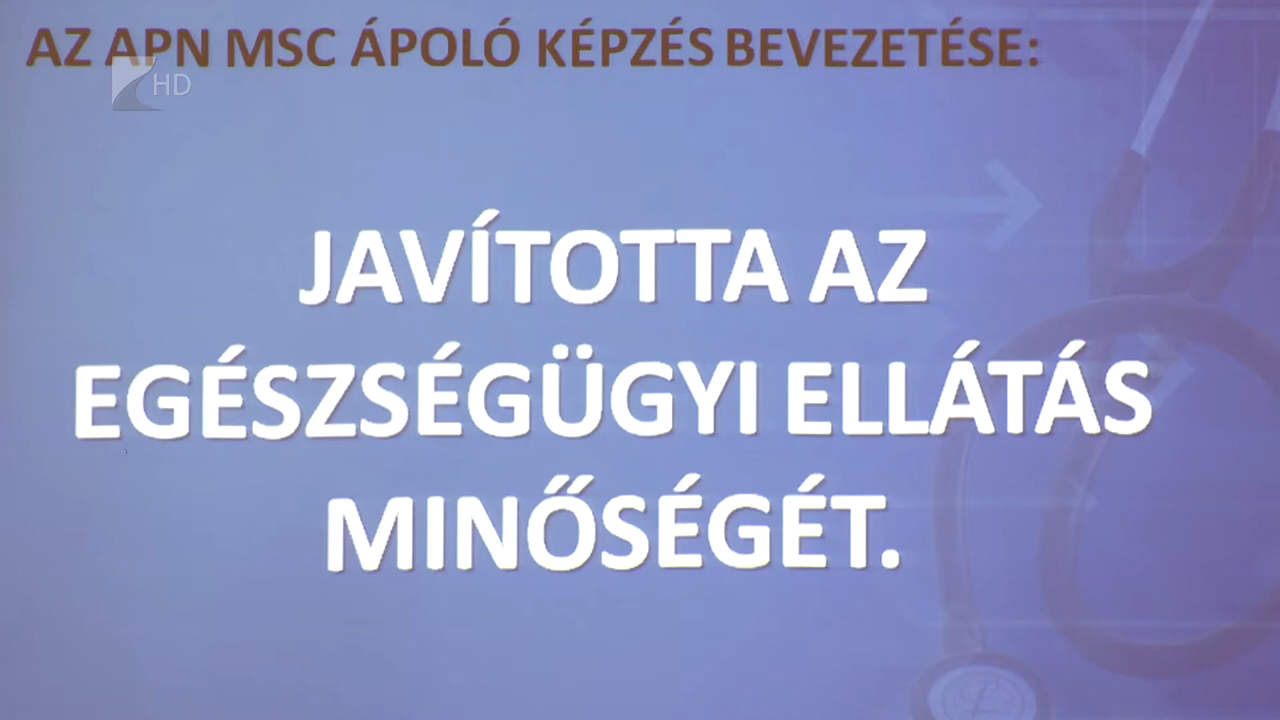 AZ APN MSC ÁPOLÓ KÉPZÉS BEVEZETÉSE:
HD
JAVÍTOTTA AZ
EGÉSZSÉGÜGYI ELLÁTÁS
MINŐSÉGÉT.